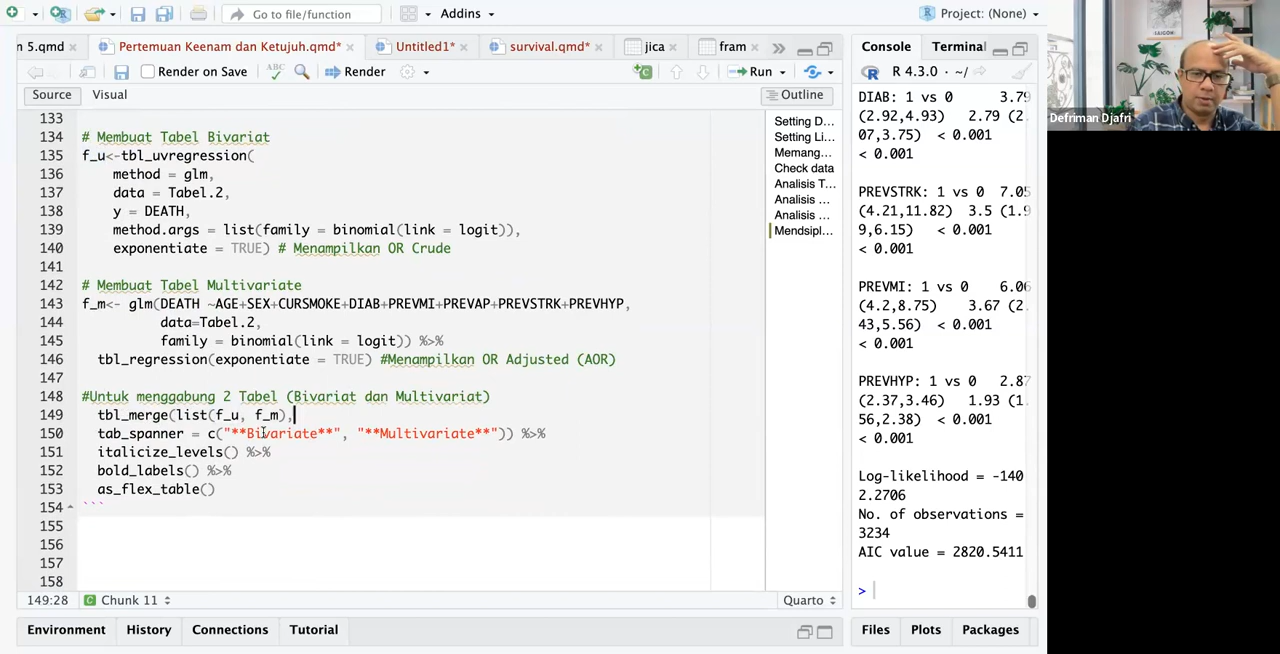 Go to file/function
Addins
Project: (None)
n 5.qmd
Pertemuan Keenam dan Ketujuh.qmd*
Untitled1*
survival.qmd*
jica
fram
Render on Save
ABC
Render
Run
Source
Visual
Outline
133
134 # Membuat Tabel Bivariat
135 f_u<-tbl_uvregression(
136 method = glm,
137 data = Tabel.2,
138 y = DEATH,
139 method.args = list(family = binomial(link = logit)),
140 exponentiate = TRUE) # Menampilkan OR Crude
141
142 # Membuat Tabel Multivariate
143 f_m<- glm(DEATH ~AGE+SEX+CURSMOKE+DIAB+PREVMI+PREVAP+PREVSTRK+PREVHYP,
144 data=Tabel.2,
145 family = binomial(link = logit)) %>%
146 tbl_regression(exponentiate = TRUE) #Menampilkan OR Adjusted (AOR)
147
148 #Untuk menggabung 2 Tabel (Bivariat dan Multivariat)
149 tbl_merge(list(f_u, f_m),
150 tab_spanner = c("**Bivariate**", "**Multivariate**")) %>%
151 italicize_levels() %>%
152 bold_labels() %>%
153 as_flex_table()
154 ```
155
156
157
158
Setting D...
Setting Li...
Memang...
Check data
Analisis T...
Analisis ...
Analisis ...
Mendsipl...
149:28
Chunk 11
Quarto
Environment
History
Connections
Tutorial
Console
Terminal
R 4.3.0 · ~/
DIAB: 1 vs 0 3.79
(2.92,4.93) 2.79 (2.
07,3.75) < 0.001
< 0.001
PREVSTRK: 1 vs 0 7.05
(4.21,11.82) 3.5 (1.9
9,6.15) < 0.001
< 0.001
PREVMI: 1 vs 0 6.06
(4.2,8.75) 3.67 (2.
43,5.56) < 0.001
< 0.001
PREVHYP: 1 vs 0 2.87
(2.37,3.46) 1.93 (1.
56,2.38) < 0.001
< 0.001
Log-likelihood = -140
2.2706
No. of observations =
3234
AIC value = 2820.5411
>
Files
Plots
Packages
SAIGON
Defriman Djafri